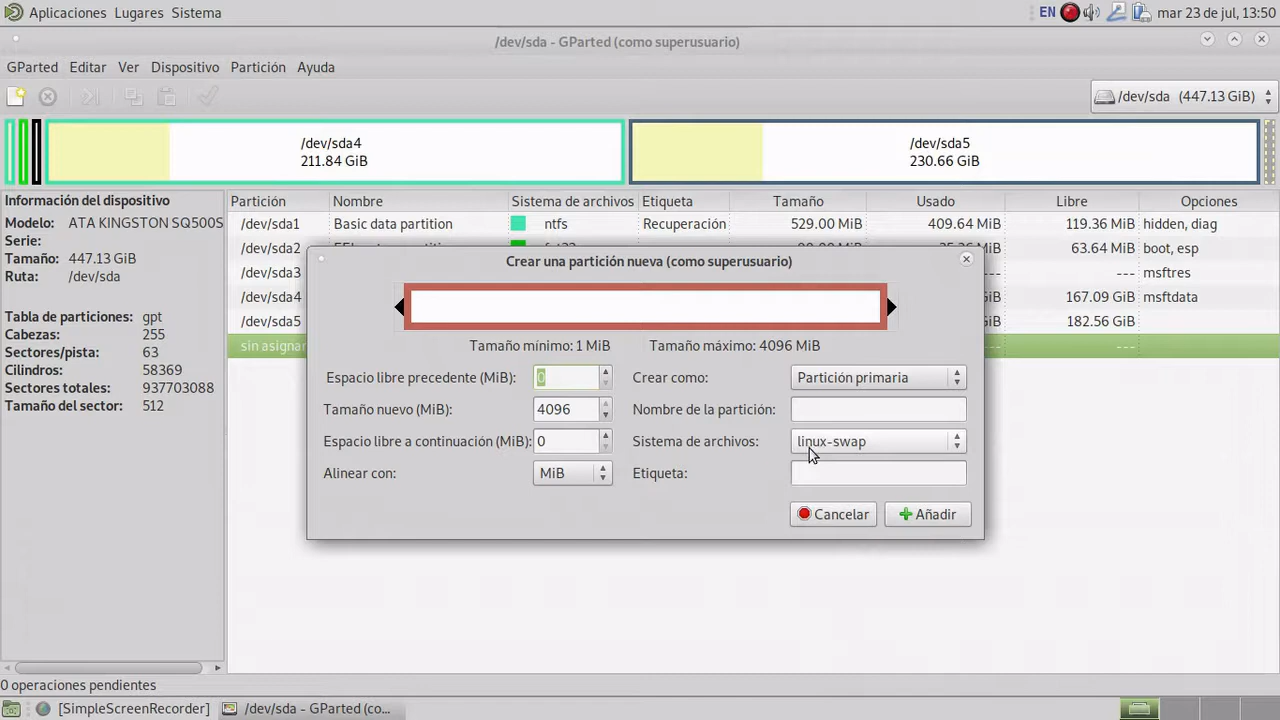 Aplicaciones Lugares Sistema EN mar 23 de jul, 13:50
/dev/sda - GParted (como superusuario)
GParted Editar Ver Dispositivo Partición Ayuda
/dev/sda (447.13 GiB)
/dev/sda4 /dev/sda5
211.84 GiB 230.66 GiB
Información del dispositivo Partición Nombre Sistema de archivos Etiqueta Tamaño Usado Libre Opciones
Modelo: ATA KINGSTON SQ500S /dev/sda1 Basic data partition ntfs Recuperación 529.00 MiB 409.64 MiB 119.36 MiB hidden, diag
Serie: /dev/sda2 63.64 MiB boot, esp
Tamaño: 447.13 GiB
Ruta: /dev/sda /dev/sda3 --- msftres
/dev/sda4 GiB 167.09 GiB msftdata
Tabla de particiones: gpt /dev/sda5 GiB 182.56 GiB
Cabezas: 255
Sectores/pista: 63 sin asignar --- ---
Cilindros: 58369
Sectores totales: 937703088
Tamaño del sector: 512
Crear una partición nueva (como superusuario)
Tamaño mínimo: 1 MiB Tamaño máximo: 4096 MiB
Espacio libre precedente (MiB): 0 Crear como: Partición primaria
Tamaño nuevo (MiB): 4096 Nombre de la partición:
Espacio libre a continuación (MiB): 0 Sistema de archivos: linux-swap
Alinear con: MiB Etiqueta:
Cancelar Añadir
0 operaciones pendientes
[SimpleScreenRecorder] /dev/sda - GParted (co...